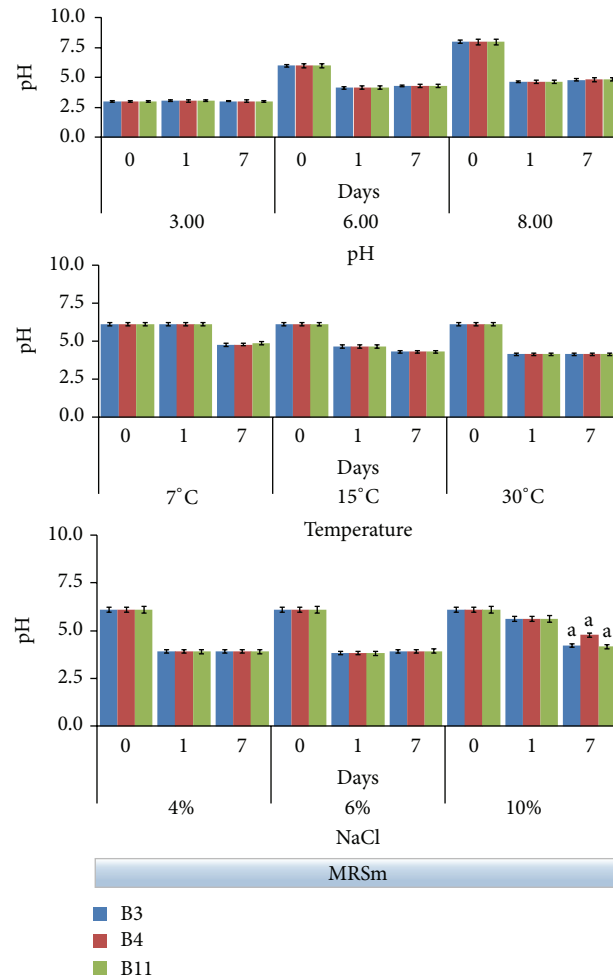 10.0
7.5
5.0
2.5
0.0
pH
0 1 7 0 1 7 0 1 7
Days
3.00 6.00 8.00
pH
10.0
7.5
5.0
2.5
0.0
pH
0 1 7 0 1 7 0 1 7
Days
7°C 15°C 30°C
Temperature
10.0
7.5
5.0
2.5
0.0
pH
a a a
0 1 7 0 1 7 0 1 7
Days
4% 6% 10%
NaCl
MRSm
B3
B4
B11